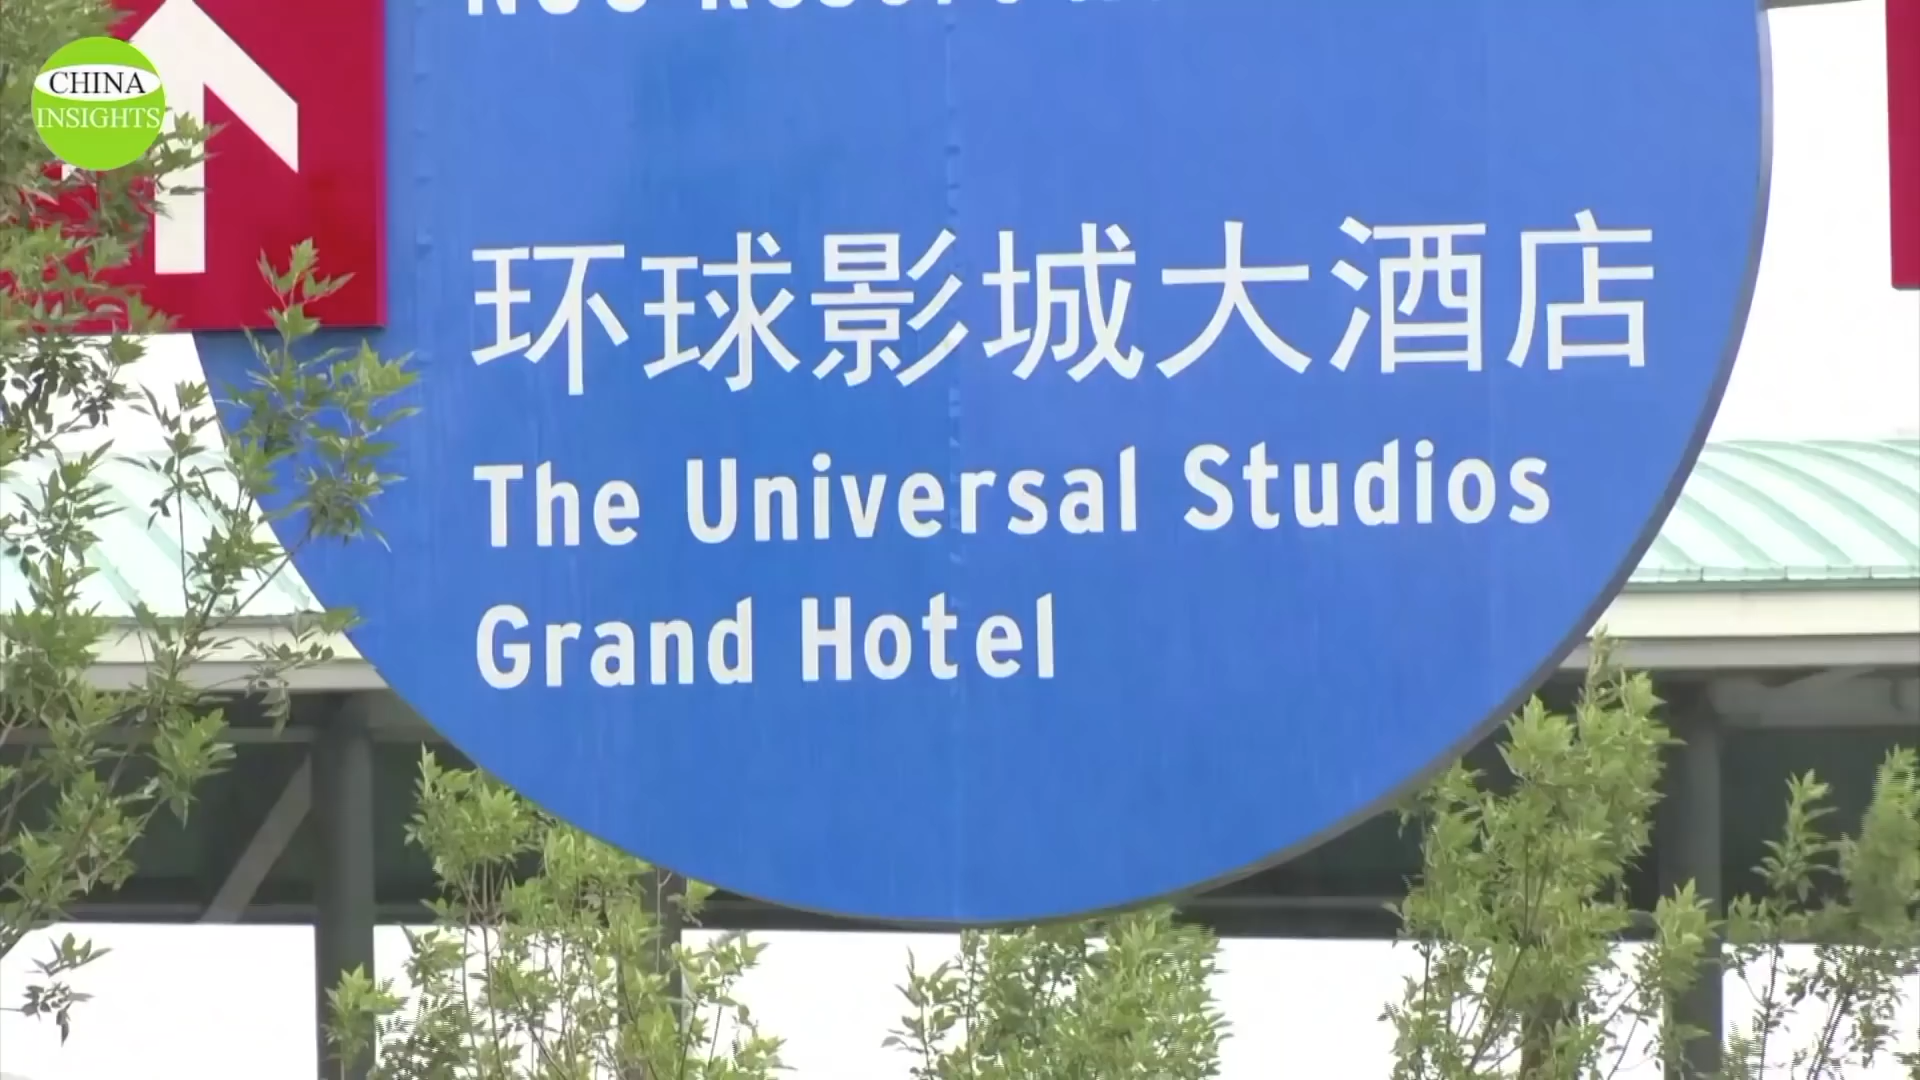 CHINA
INSIGHTS
环球影城大酒店
The Universal Studios
Grand Hotel